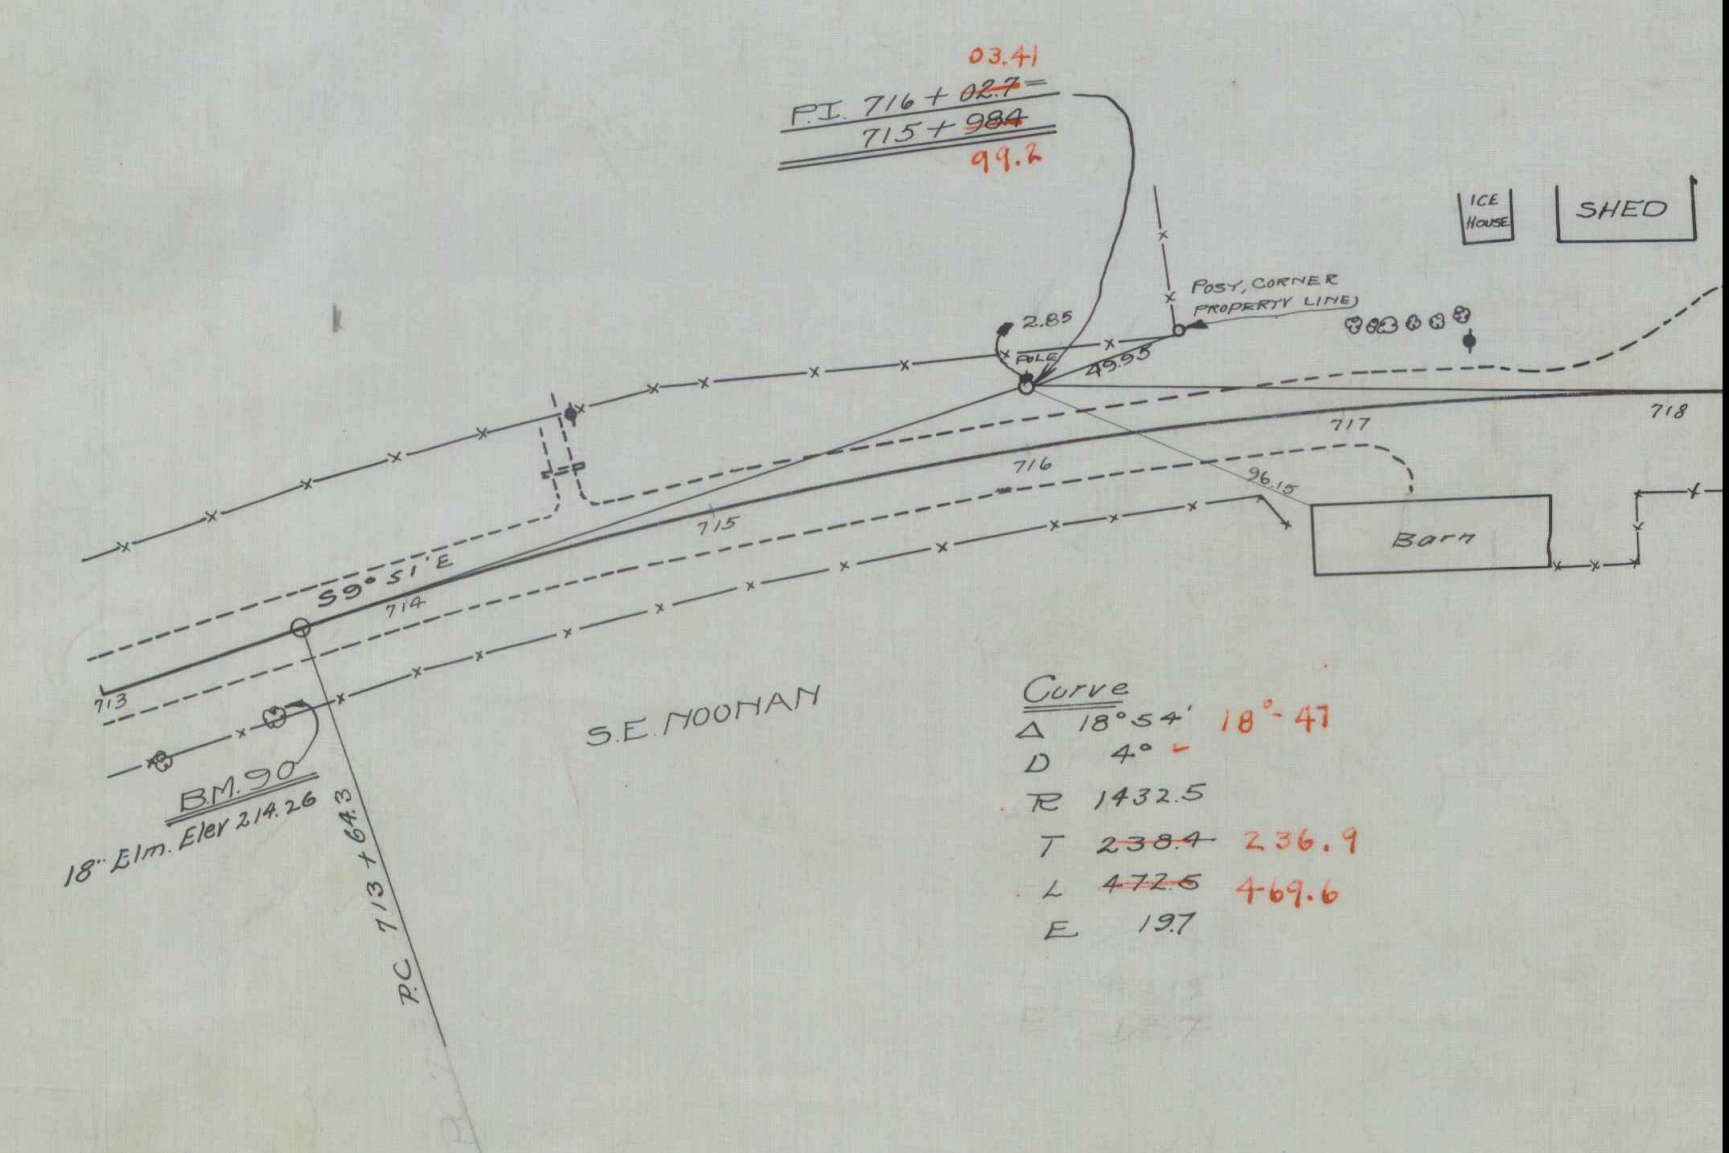 03.41
P.I. 716 + 02.7 =
715 + 984
99.2
ICE
HOUSE
SHED
POST, CORNER
PROPERTY LINE)
2.85
POLE
49.95
718
717
716
96.15
715
Barn
S9° 51' E
714
713
S.E. NOONAN
B.M. 90
18" Elm. Elev 214.26
P.C 713 + 64.3
Curve
Δ 18° 54' 18°- 47
D 4°
R 1432.5
T 238.4 236.9
L 472.5 469.6
E 19.7